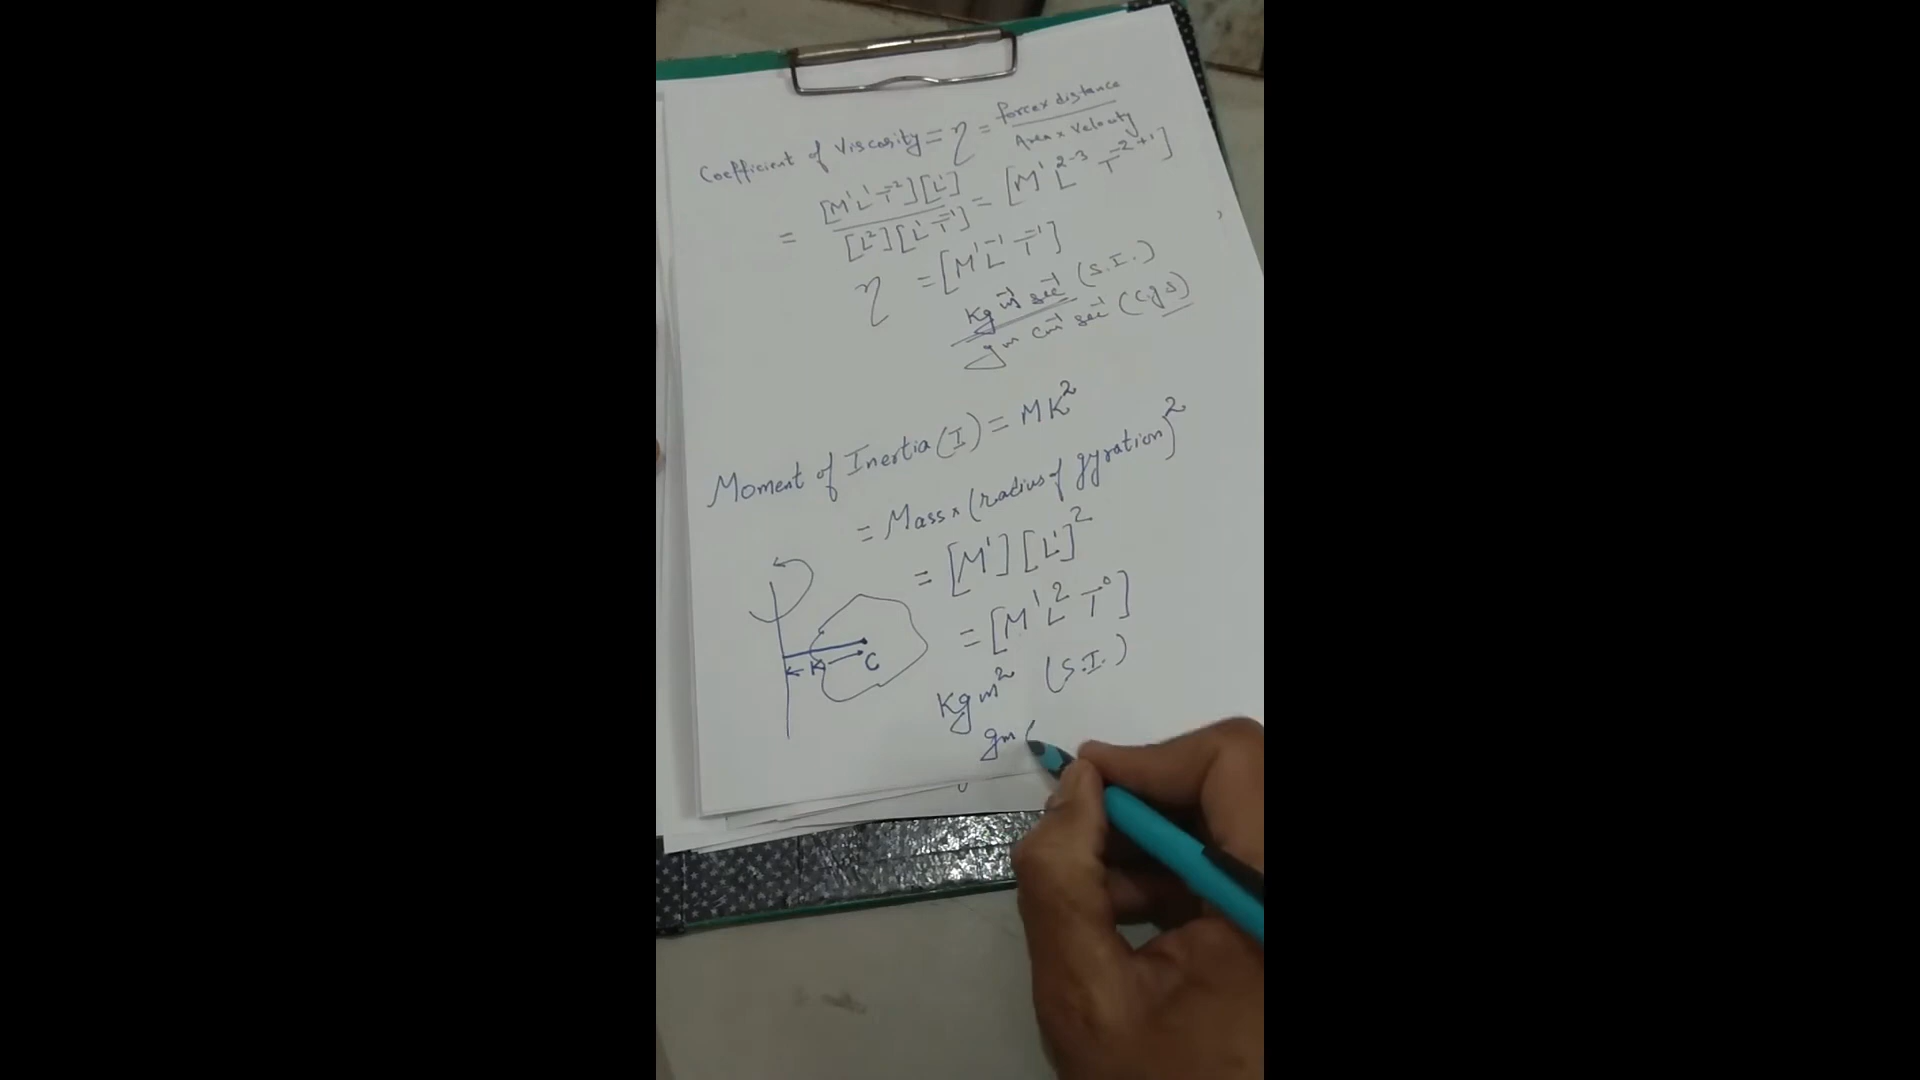 Coefficient of Viscosity = η = force x distance / Area x Velocity
= [M¹L¹T⁻²][L¹] / [L²][L¹T⁻¹] = [M¹ L²⁻³ T⁻²⁺¹]
η = [M¹L⁻¹T⁻¹]
Kg m⁻¹ sec⁻¹ (S.I.)
gm cm⁻¹ sec⁻¹ (C.g.s)
Moment of Inertia (I) = MK²
= Mass x (radius of gyration)²
= [M¹] [L¹]²
= [M¹ L² T⁰]
K C
Kg m² (S.I.)
gm